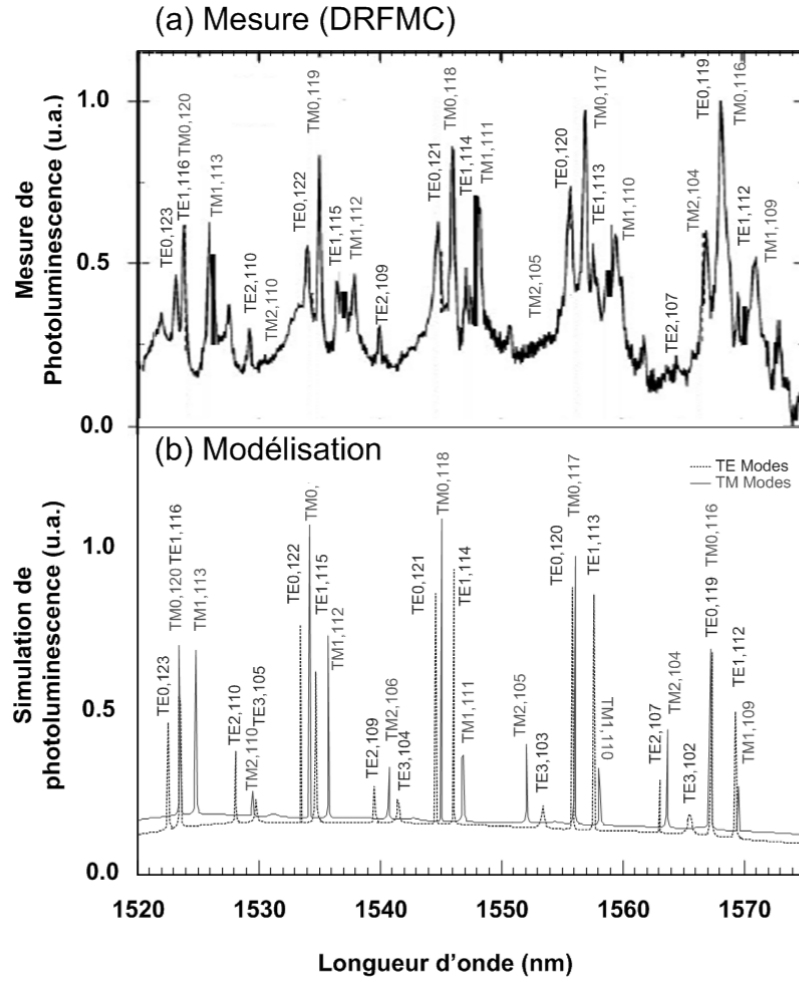 (a) Mesure (DRFMC)
Mesure de
Photoluminescence (u.a.)
1.0
0.5
0.0
TE0,123
TE1,116
TM0,120
TM1,113
TE2,110
TM2,110
TE0,122
TM0,119
TE1,115
TM1,112
TE2,109
TE0,121
TM0,118
TE1,114
TM1,111
TM2,105
TE0,120
TM0,117
TE1,113
TM1,110
TE2,107
TM2,104
TE0,119
TM0,116
TE1,112
TM1,109
(b) Modélisation
TE Modes
TM Modes
Simulation de
photoluminescence (u.a.)
1.0
0.5
0.0
TE0,123
TM0,120 TE1,116
TM1,113
TE2,110
TM2,110
TE3,105
TE0,122
TM0,
TE1,115
TM1,112
TE2,109
TM2,106
TE3,104
TE0,121
TM0,118
TE1,114
TM1,111
TM2,105
TE3,103
TE0,120
TM0,117
TE1,113
TM1,110
TE2,107
TM2,104
TE3,102
TE0,119
TM0,116
TE1,112
TM1,109
1520 1530 1540 1550 1560 1570
Longueur d'onde (nm)